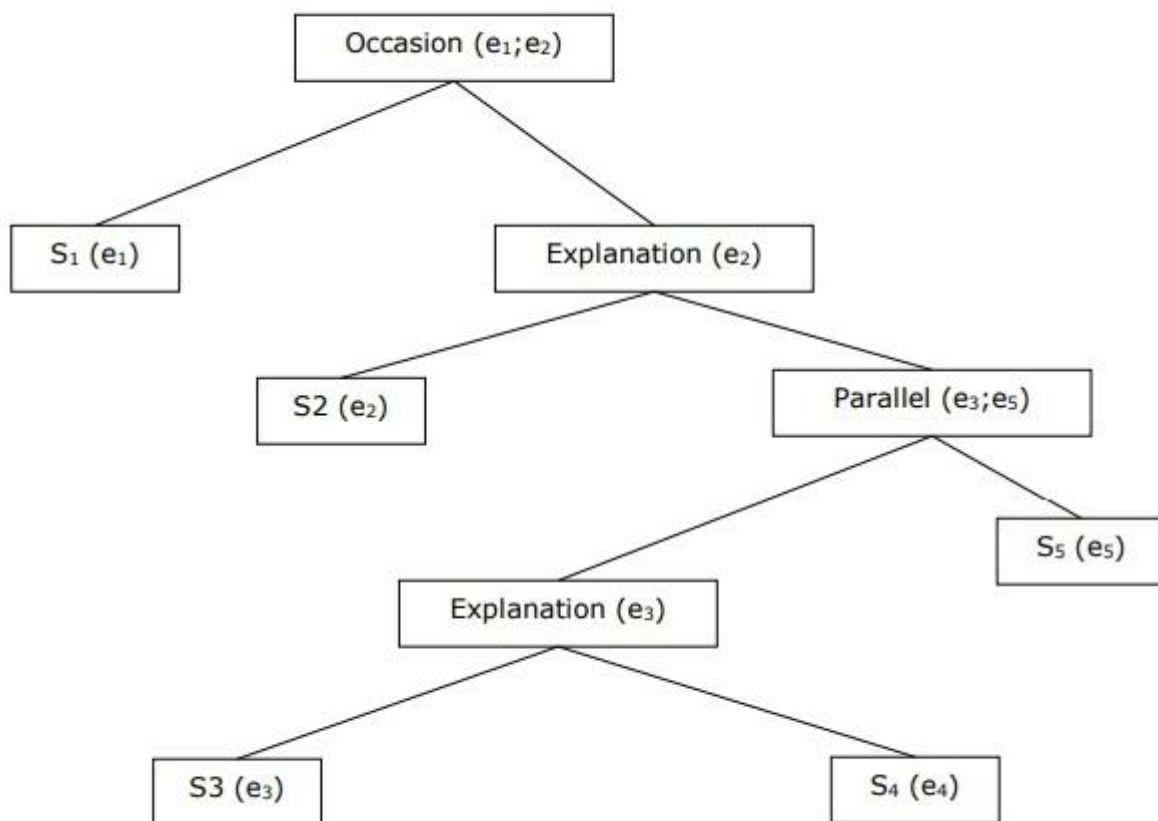 Occasion (e₁;e₂)
S₁ (e₁)
Explanation (e₂)
S2 (e₂)
Parallel (e₃;e₅)
S₅ (e₅)
Explanation (e₃)
S3 (e₃)
S₄ (e₄)